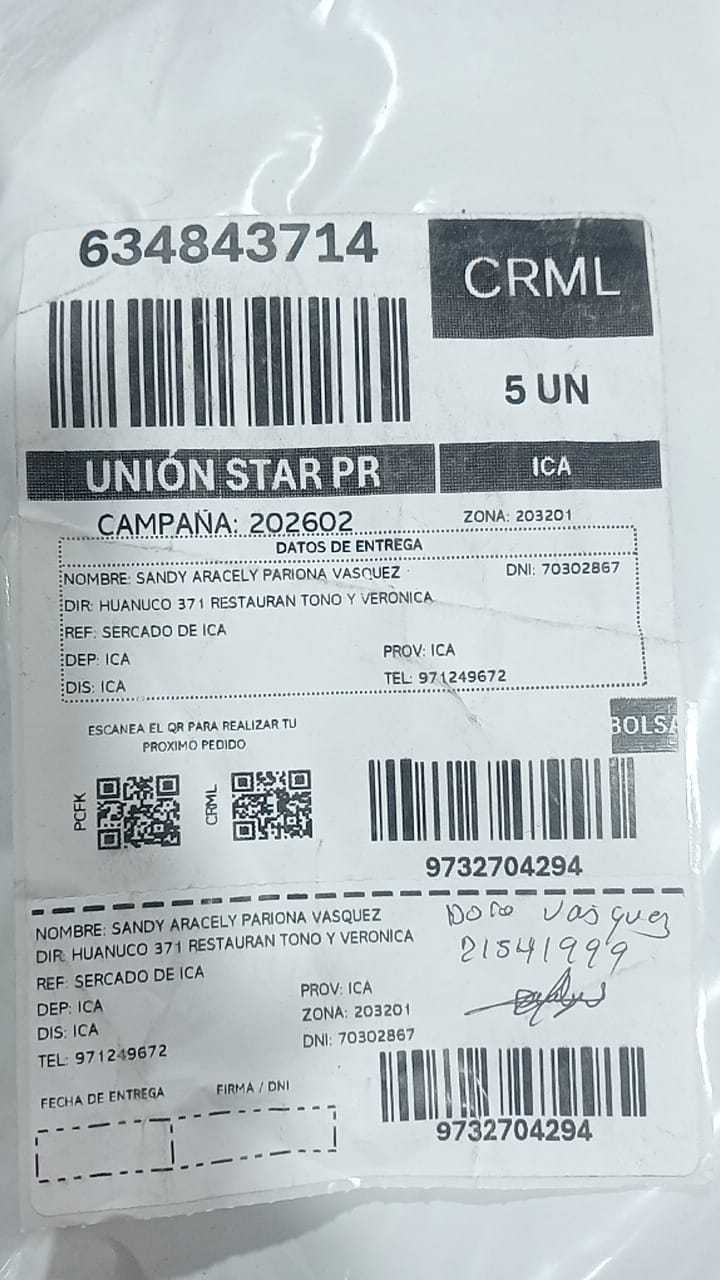 634843714
CRML
5 UN
UNIÓN STAR PR
ICA
CAMPAÑA: 202602
ZONA: 203201
DATOS DE ENTREGA
NOMBRE: SANDY ARACELY PARIONA VASQUEZ
DNI: 70302867
DIR: HUANUCO 371 RESTAURAN TONO Y VERONICA
REF: SERCADO DE ICA
DEP: ICA
PROV: ICA
DIS: ICA
TEL: 971249672
ESCANEA EL QR PARA REALIZAR TU
PROXIMO PEDIDO
BOLSA
PCFK
CRML
9732704294
NOMBRE: SANDY ARACELY PARIONA VASQUEZ
DIR: HUANUCO 371 RESTAURAN TONO Y VERONICA
REF: SERCADO DE ICA
DEP: ICA
PROV: ICA
DIS: ICA
ZONA: 203201
TEL: 971249672
DNI: 70302867
Vasquez
21541999
FECHA DE ENTREGA
FIRMA / DNI
9732704294